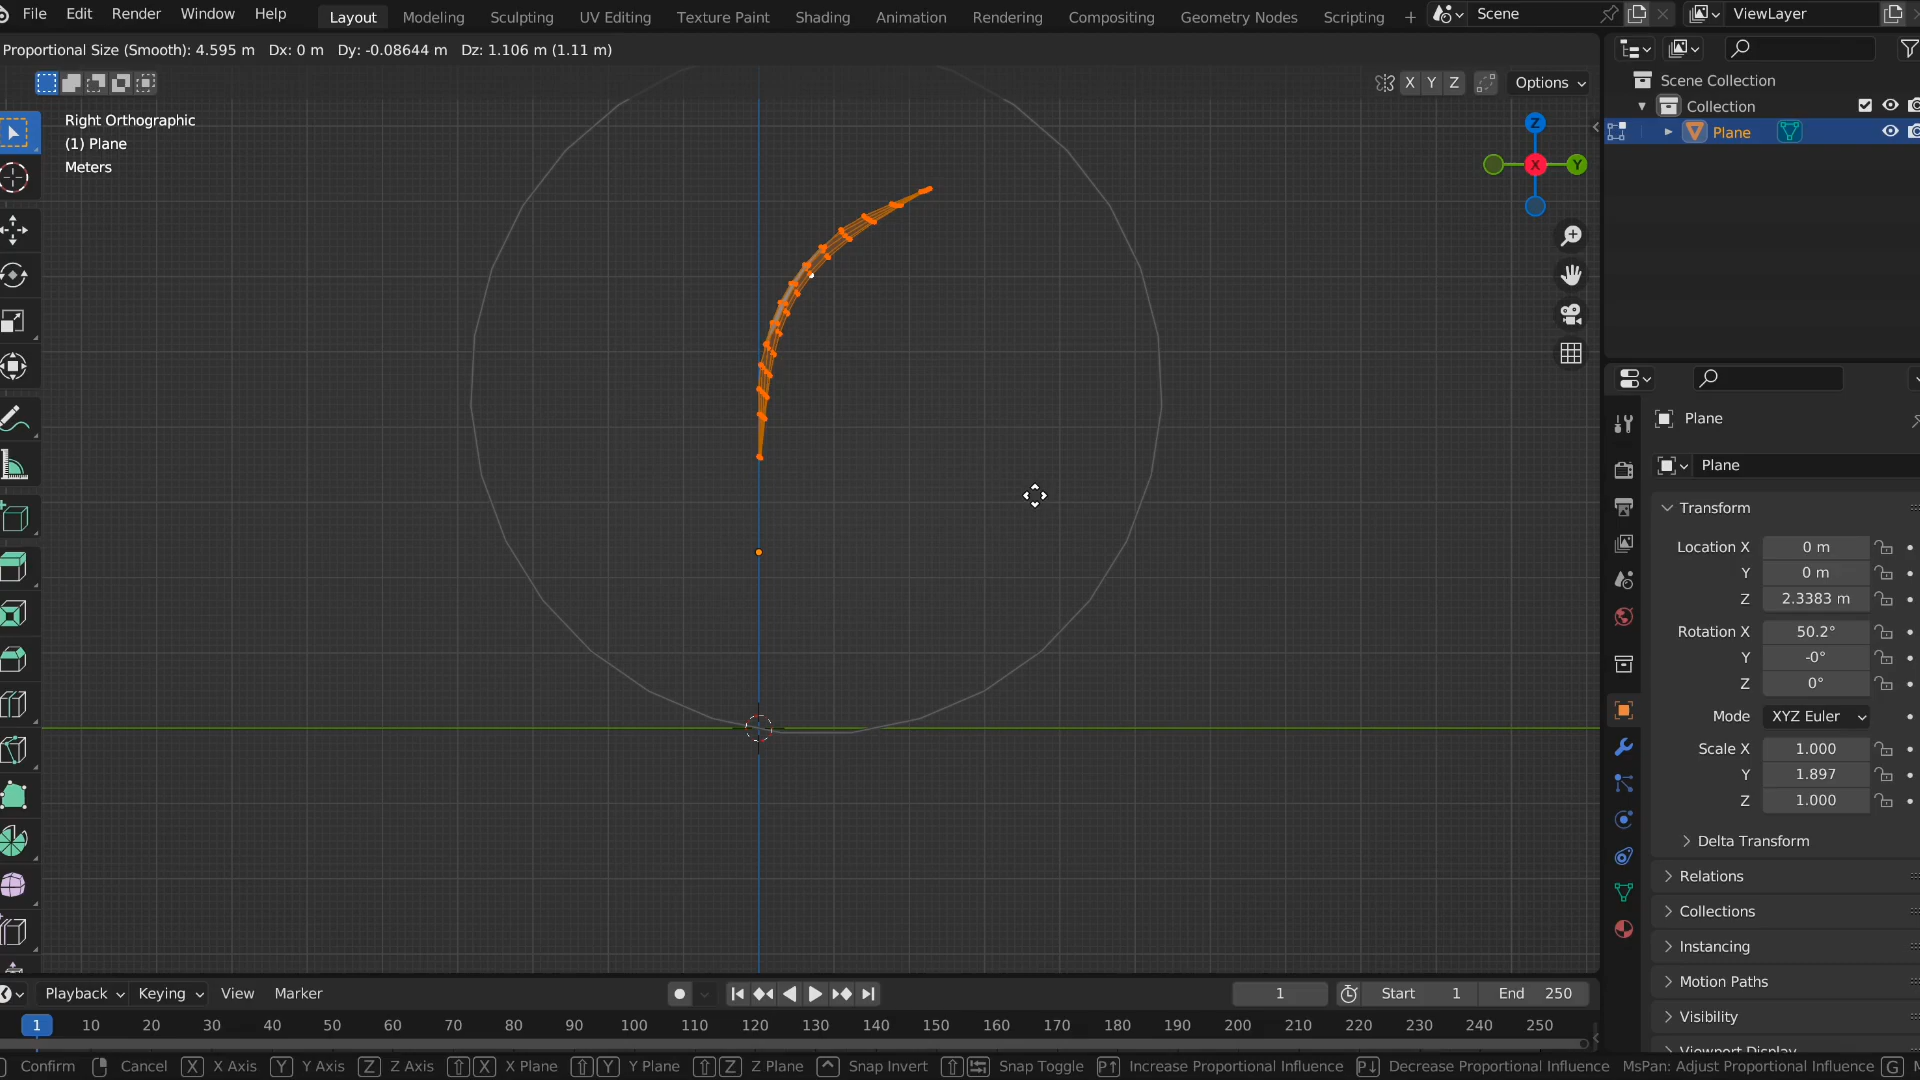 File Edit Render Window Help Layout Modeling Sculpting UV Editing Texture Paint Shading Animation Rendering Compositing Geometry Nodes Scripting + Scene ViewLayer
Proportional Size (Smooth): 4.595 m Dx: 0 m Dy: -0.08644 m Dz: 1.106 m (1.11 m)
X Y Z Options
Right Orthographic
(1) Plane
Meters
Z
X
Y
Scene Collection
Collection
Plane
Plane
Plane
Transform
Location X 0 m
Y 0 m
Z 2.3383 m
Rotation X 50.2°
Y -0°
Z 0°
Mode XYZ Euler
Scale X 1.000
Y 1.897
Z 1.000
Delta Transform
Relations
Collections
Instancing
Motion Paths
Visibility
Viewport Display
Playback Keying View Marker 1 Start 1 End 250
1 10 20 30 40 50 60 70 80 90 100 110 120 130 140 150 160 170 180 190 200 210 220 230 240 250
Confirm Cancel X X Axis Y Y Axis Z Z Axis X X Plane Y Y Plane Z Z Plane Snap Invert Snap Toggle P↑ Increase Proportional Influence P↓ Decrease Proportional Influence MsPan: Adjust Proportional Influence G